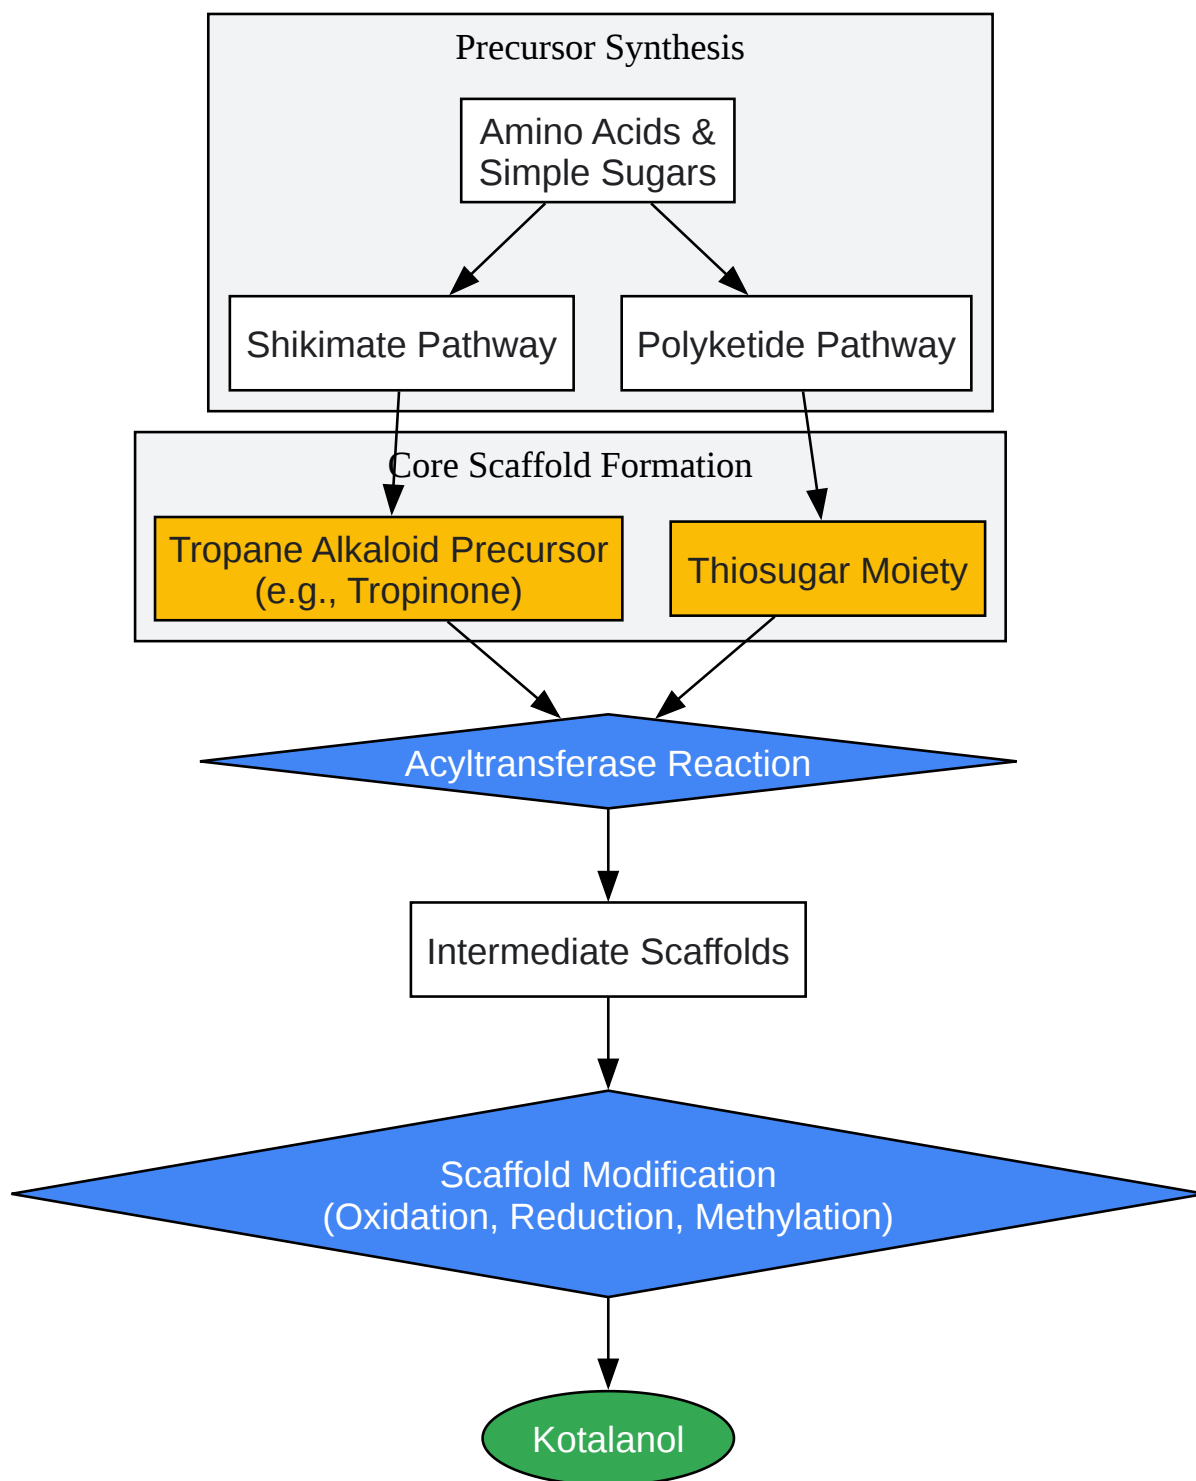 Precursor Synthesis
Amino Acids &
Simple Sugars
Shikimate Pathway
Polyketide Pathway
Core Scaffold Formation
Tropane Alkaloid Precursor
(e.g., Tropinone)
Thiosugar Moiety
Acyltransferase Reaction
Intermediate Scaffolds
Scaffold Modification
(Oxidation, Reduction, Methylation)
Kotalanol